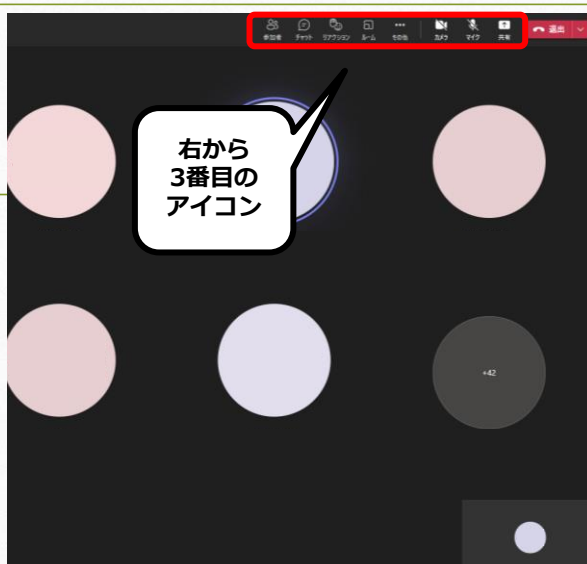 参加者 チャット リアクション ルーム その他 カメラ マイク 共有 退出
右から
3番目の
アイコン
+42